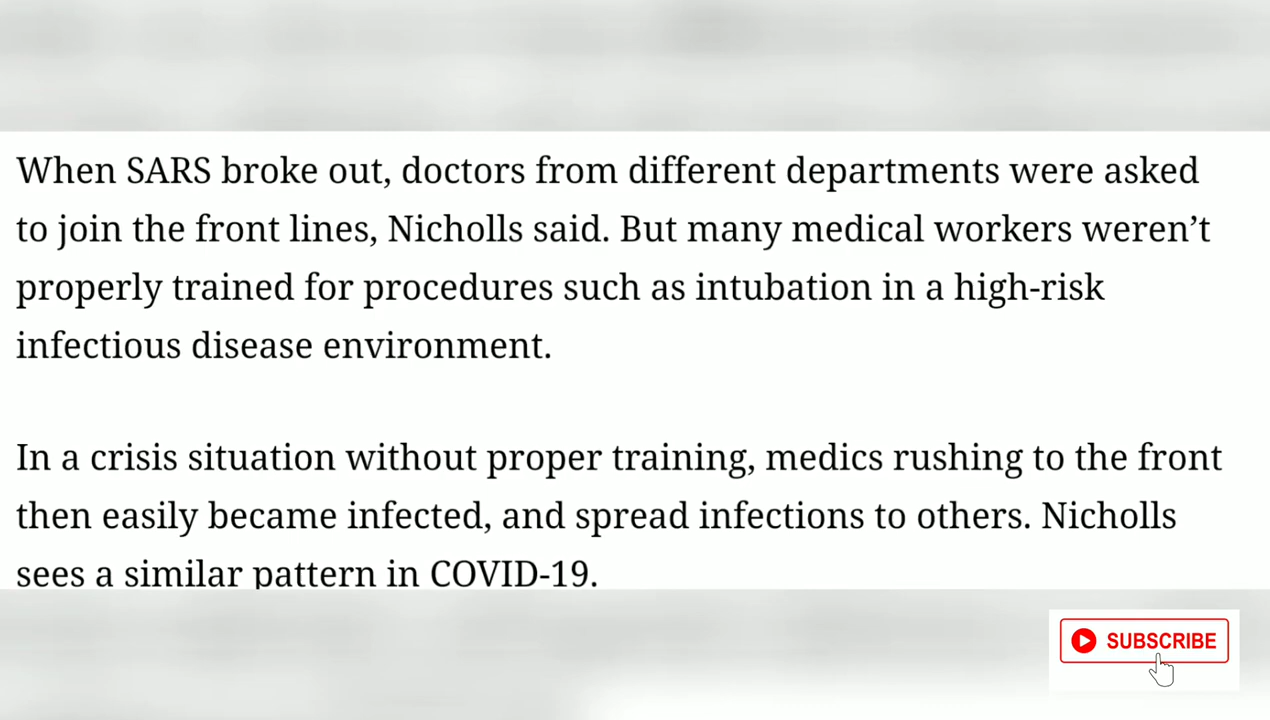 When SARS broke out, doctors from different departments were asked
to join the front lines, Nicholls said. But many medical workers weren’t
properly trained for procedures such as intubation in a high-risk
infectious disease environment.
In a crisis situation without proper training, medics rushing to the front
then easily became infected, and spread infections to others. Nicholls
sees a similar pattern in COVID-19.
SUBSCRIBE